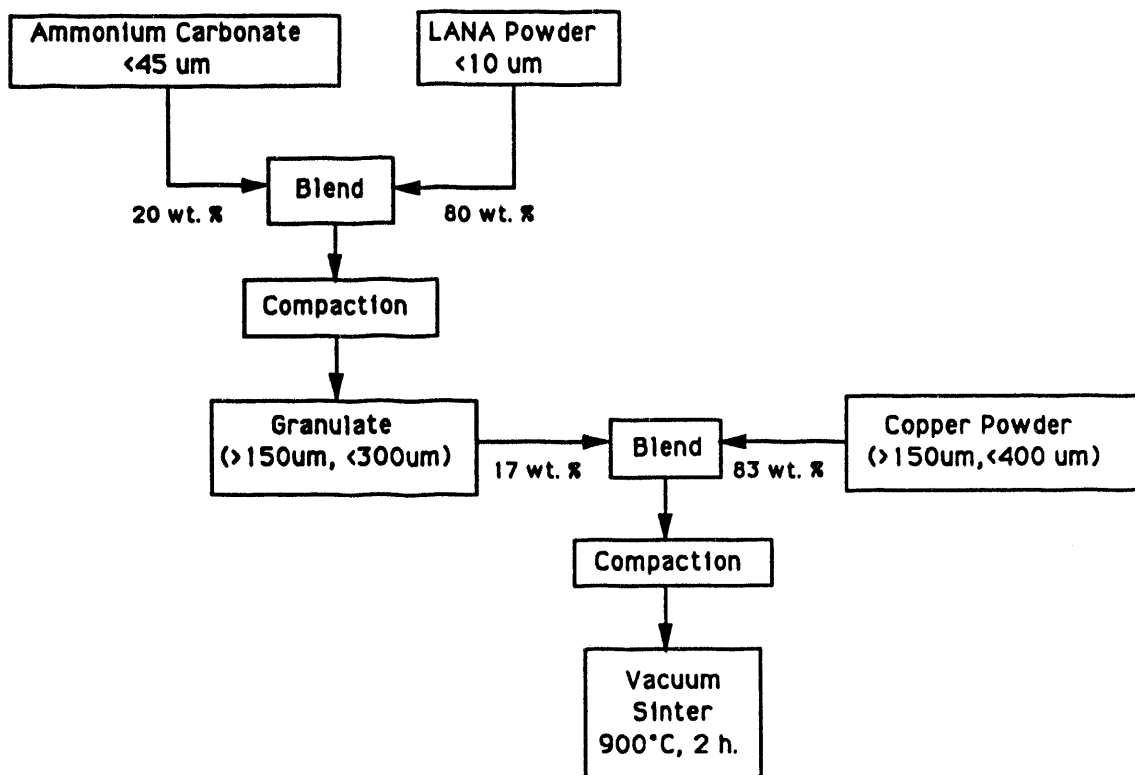 Ammonium Carbonate
<45 um
LANA Powder
<10 um
Blend
20 wt. %
80 wt. %
Compaction
Granulate
(>150um, <300um)
Blend
Copper Powder
(>150um,<400 um)
17 wt. %
83 wt. %
Compaction
Vacuum
Sinter
900°C, 2 h.